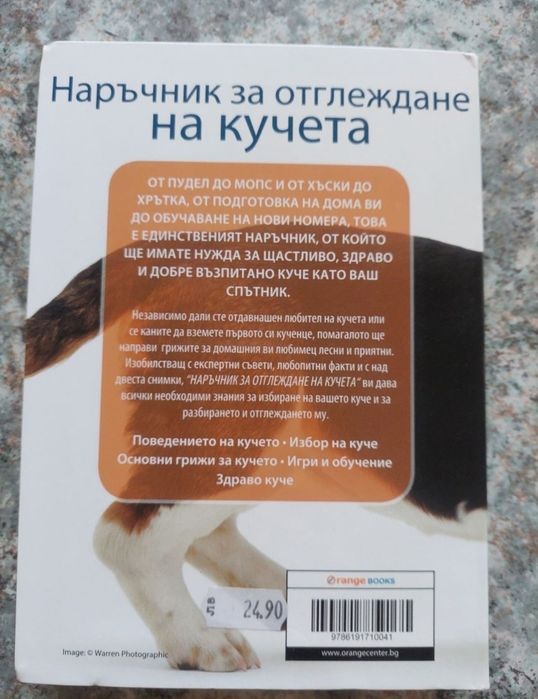 Наръчник за отглеждане
на кучета
ОТ ПУДЕЛ ДО МОПС И ОТ ХЪСКИ ДО
ХРЪТКА, ОТ ПОДГОТОВКА НА ДОМА ВИ
ДО ОБУЧАВАНЕ НА НОВИ НОМЕРА, ТОВА
Е ЕДИНСТВЕНИЯТ НАРЪЧНИК, ОТ КОЙТО
ЩЕ ИМАТЕ НУЖДА ЗА ЩАСТЛИВО, ЗДРАВО
И ДОБРЕ ВЪЗПИТАНО КУЧЕ КАТО ВАШ
СПЪТНИК.
Независимо дали сте отдавнашен любител на кучета или
се каните да вземете първото си кученце, помагалото ще
направи грижите за домашния ви любимец лесни и приятни.
Изобилстващ с експертни съвети, любопитни факти и с над
двеста снимки, "НАРЪЧНИК ЗА ОТГЛЕЖДАНЕ НА КУЧЕТА" ви дава
всички необходими знания за избиране на вашето куче и за
разбирането и отглеждането му.
Поведението на кучето • Избор на куче
Основни грижи за кучето • Игри и обучение
Здраво куче
Orange BOOKS
ЛВ 24.90
9786191710041
www.orangecenter.bg
Image: © Warren Photographic